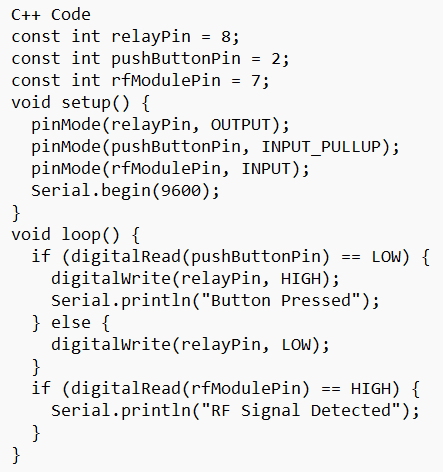 C++ Code
const int relayPin = 8;
const int pushButtonPin = 2;
const int rfModulePin = 7;
void setup() {
  pinMode(relayPin, OUTPUT);
  pinMode(pushButtonPin, INPUT_PULLUP);
  pinMode(rfModulePin, INPUT);
  Serial.begin(9600);
}
void loop() {
  if (digitalRead(pushButtonPin) == LOW) {
    digitalWrite(relayPin, HIGH);
    Serial.println("Button Pressed");
  } else {
    digitalWrite(relayPin, LOW);
  }
  if (digitalRead(rfModulePin) == HIGH) {
    Serial.println("RF Signal Detected");
  }
}